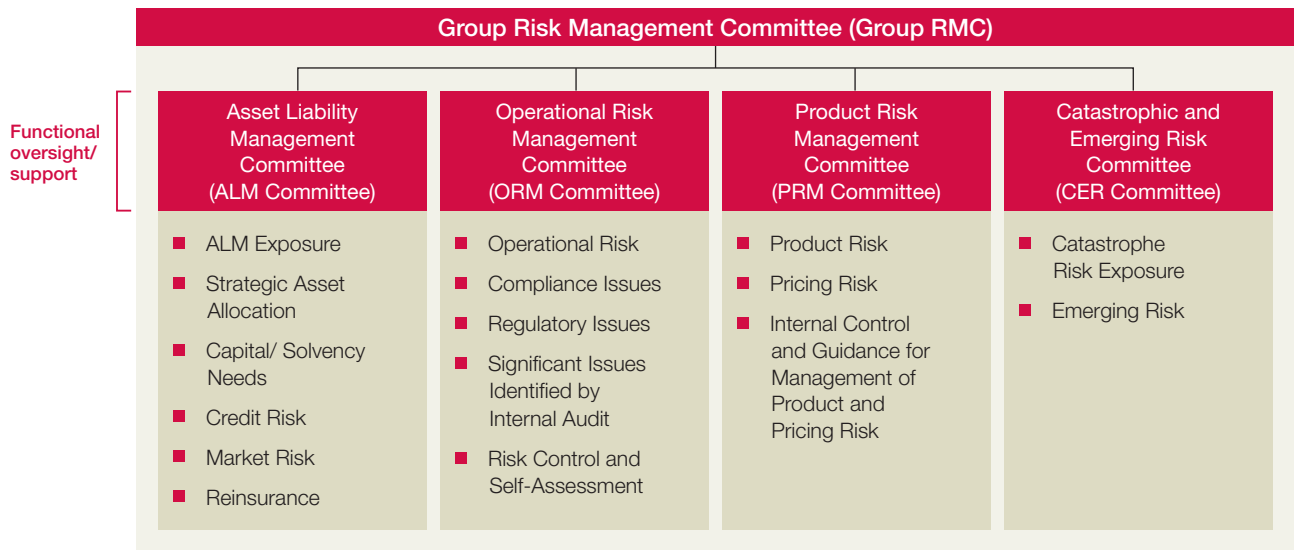 Group Risk Management Committee (Group RMC)
Functional
oversight/
support
Asset Liability
Management
Committee
(ALM Committee)
ALM Exposure
Strategic Asset
Allocation
Capital/ Solvency
Needs
Credit Risk
Market Risk
Reinsurance
Operational Risk
Management
Committee
(ORM Committee)
Operational Risk
Compliance Issues
Regulatory Issues
Significant Issues
Identified by
Internal Audit
Risk Control and
Self-Assessment
Product Risk
Management
Committee
(PRM Committee)
Product Risk
Pricing Risk
Internal Control
and Guidance for
Management of
Product and
Pricing Risk
Catastrophic and
Emerging Risk
Committee
(CER Committee)
Catastrophe
Risk Exposure
Emerging Risk